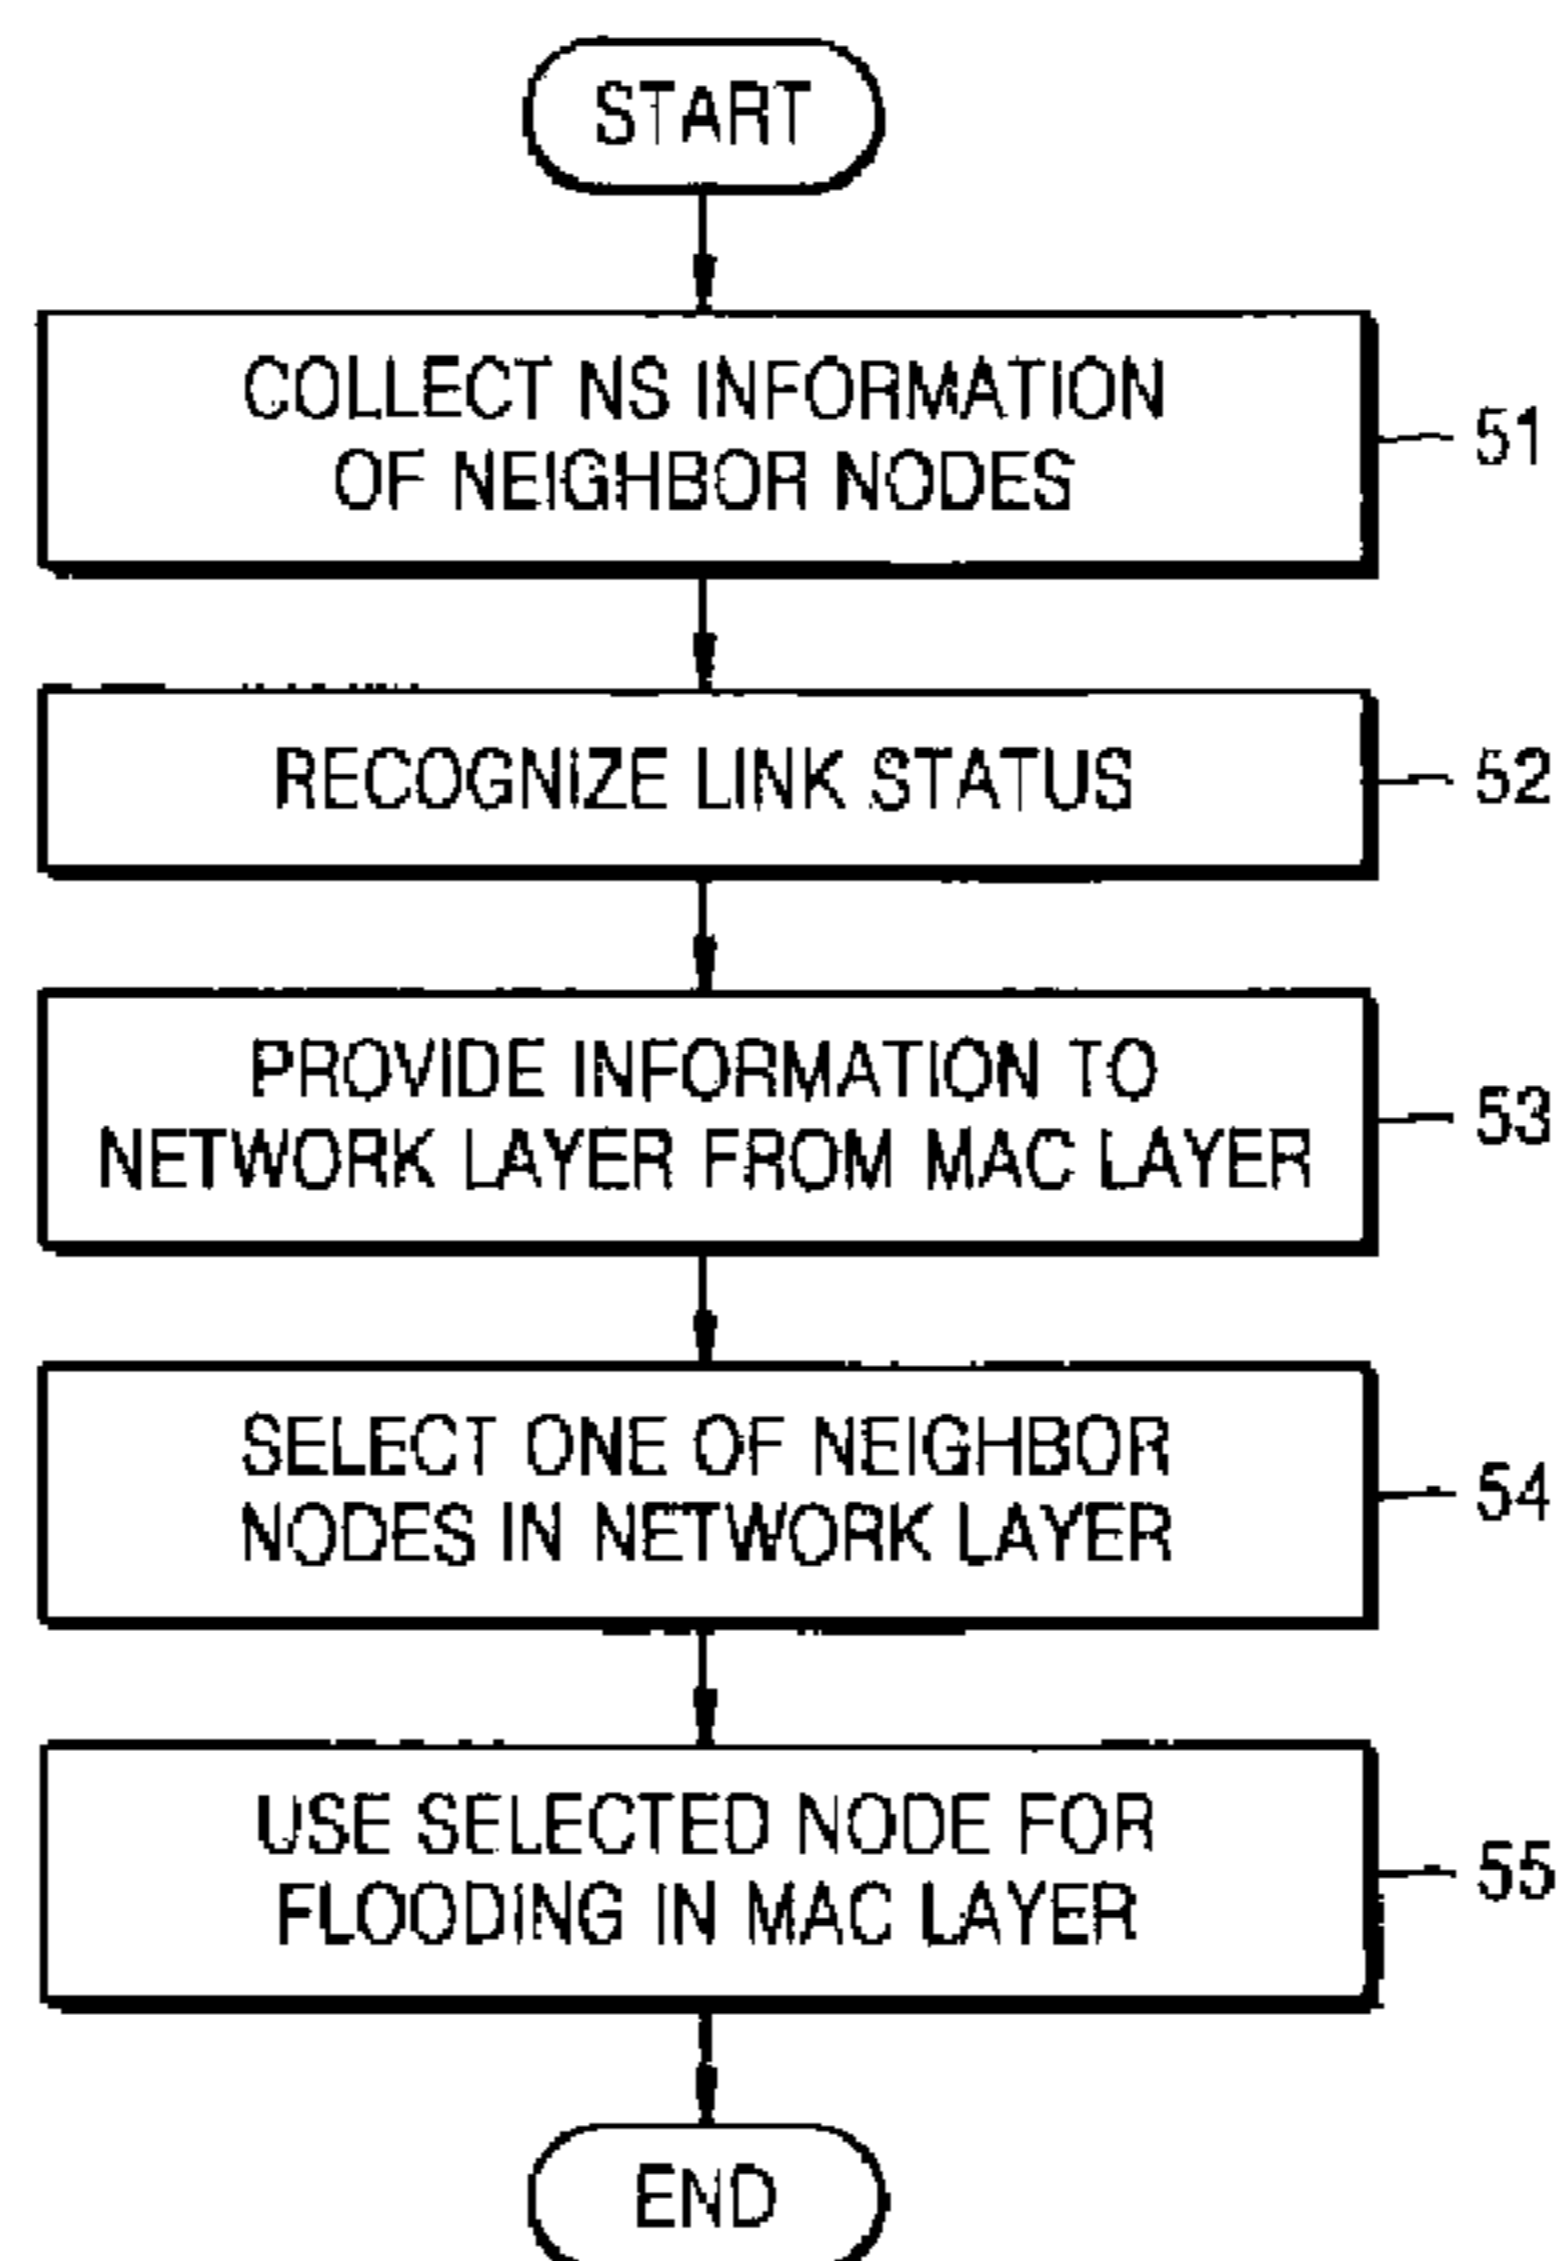 START
COLLECT NS INFORMATION
OF NEIGHBOR NODES
51
RECOGNIZE LINK STATUS
52
PROVIDE INFORMATION TO
NETWORK LAYER FROM MAC LAYER
53
SELECT ONE OF NEIGHBOR
NODES IN NETWORK LAYER
54
USE SELECTED NODE FOR
FLOODING IN MAC LAYER
55
END